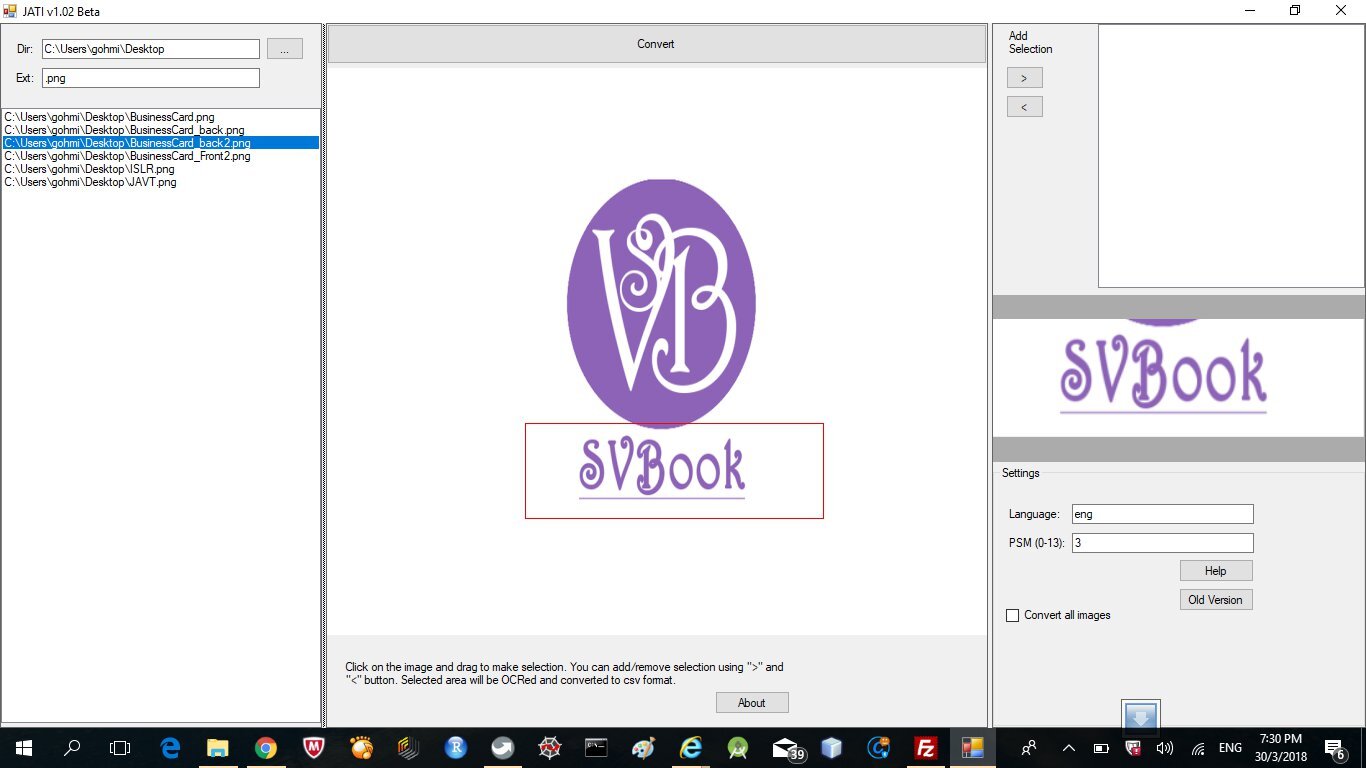 JATI v1.02 Beta
Dir: C:\Users\gohmi\Desktop ...
Ext: .png
C:\Users\gohmi\Desktop\BusinessCard.png
C:\Users\gohmi\Desktop\BusinessCard_back.png
C:\Users\gohmi\Desktop\BusinessCard_back2.png
C:\Users\gohmi\Desktop\BusinessCard_Front2.png
C:\Users\gohmi\Desktop\ISLR.png
C:\Users\gohmi\Desktop\JAVT.png
Convert
VSB
SVBook
Click on the image and drag to make selection. You can add/remove selection using ">" and
"<" button. Selected area will be OCRed and converted to csv format.
About
Add
Selection
>
<
SVBook
Settings
Language: eng
PSM (0-13): 3
Help
Old Version
Convert all images
e
M
R
C:\
e
39
G
Fz
ENG
7:30 PM
30/3/2018
6